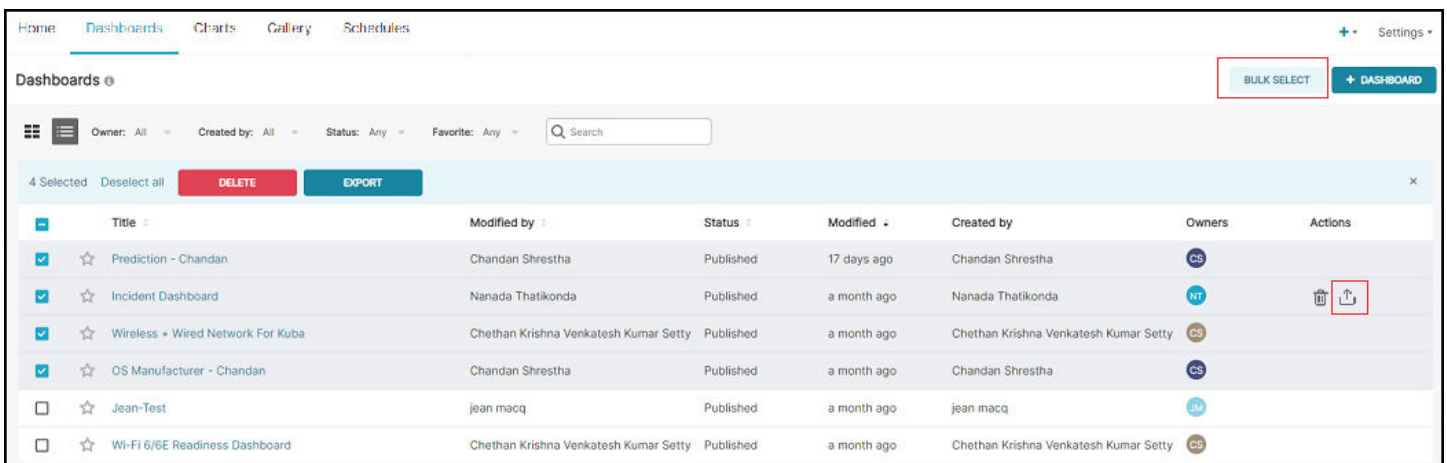 Home Dashboards Charts Gallery Schedules + Settings
Dashboards BULK SELECT + DASHBOARD
Owner: All Created by: All Status: Any Favorite: Any Search
4 Selected Deselect all DELETE EXPORT ×
Title Modified by Status Modified Created by Owners Actions
Prediction - Chandan Chandan Shrestha Published 17 days ago Chandan Shrestha CS
Incident Dashboard Nanada Thatikonda Published a month ago Nanada Thatikonda NT
Wireless + Wired Network For Kuba Chethan Krishna Venkatesh Kumar Setty Published a month ago Chethan Krishna Venkatesh Kumar Setty CS
OS Manufacturer - Chandan Chandan Shrestha Published a month ago Chandan Shrestha CS
Jean-Test jean macq Published a month ago jean macq JM
Wi-Fi 6/6E Readiness Dashboard Chethan Krishna Venkatesh Kumar Setty Published a month ago Chethan Krishna Venkatesh Kumar Setty CS